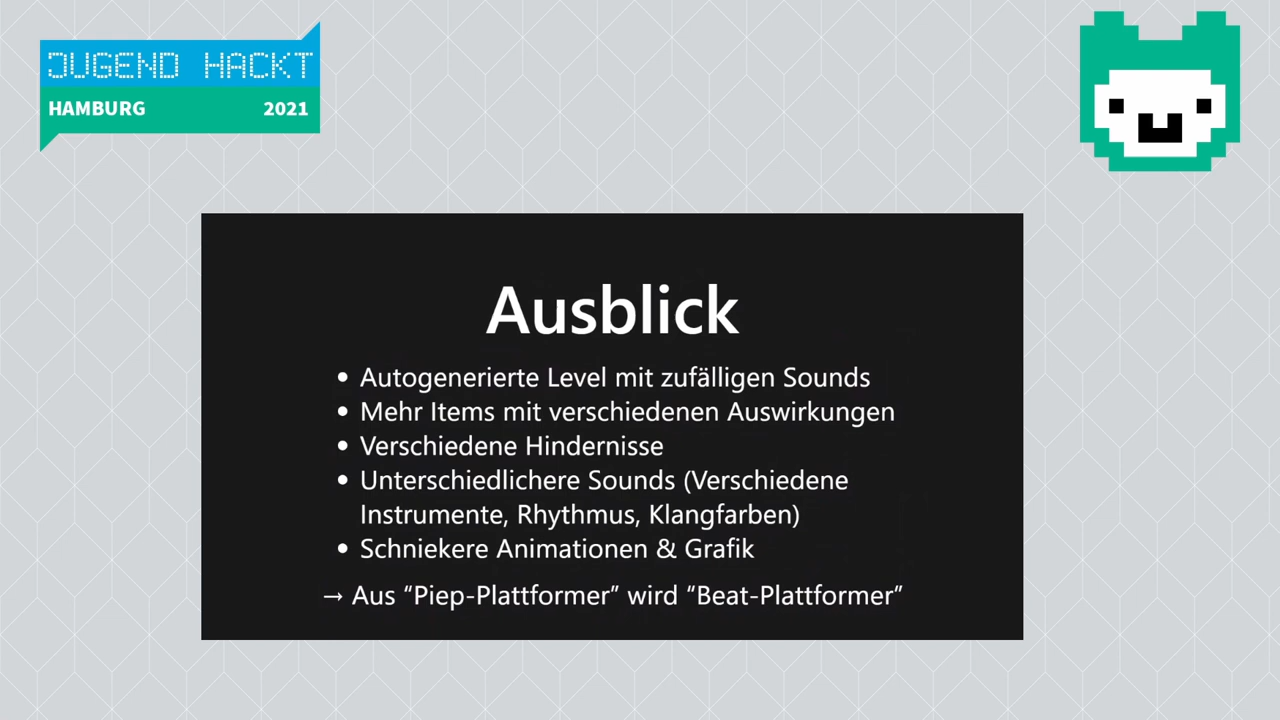 JUGEND HACKT
HAMBURG 2021
Ausblick
• Autogenerierte Level mit zufälligen Sounds
• Mehr Items mit verschiedenen Auswirkungen
• Verschiedene Hindernisse
• Unterschiedlichere Sounds (Verschiedene
Instrumente, Rhythmus, Klangfarben)
• Schniekere Animationen & Grafik
→ Aus “Piep-Plattformer” wird “Beat-Plattformer”